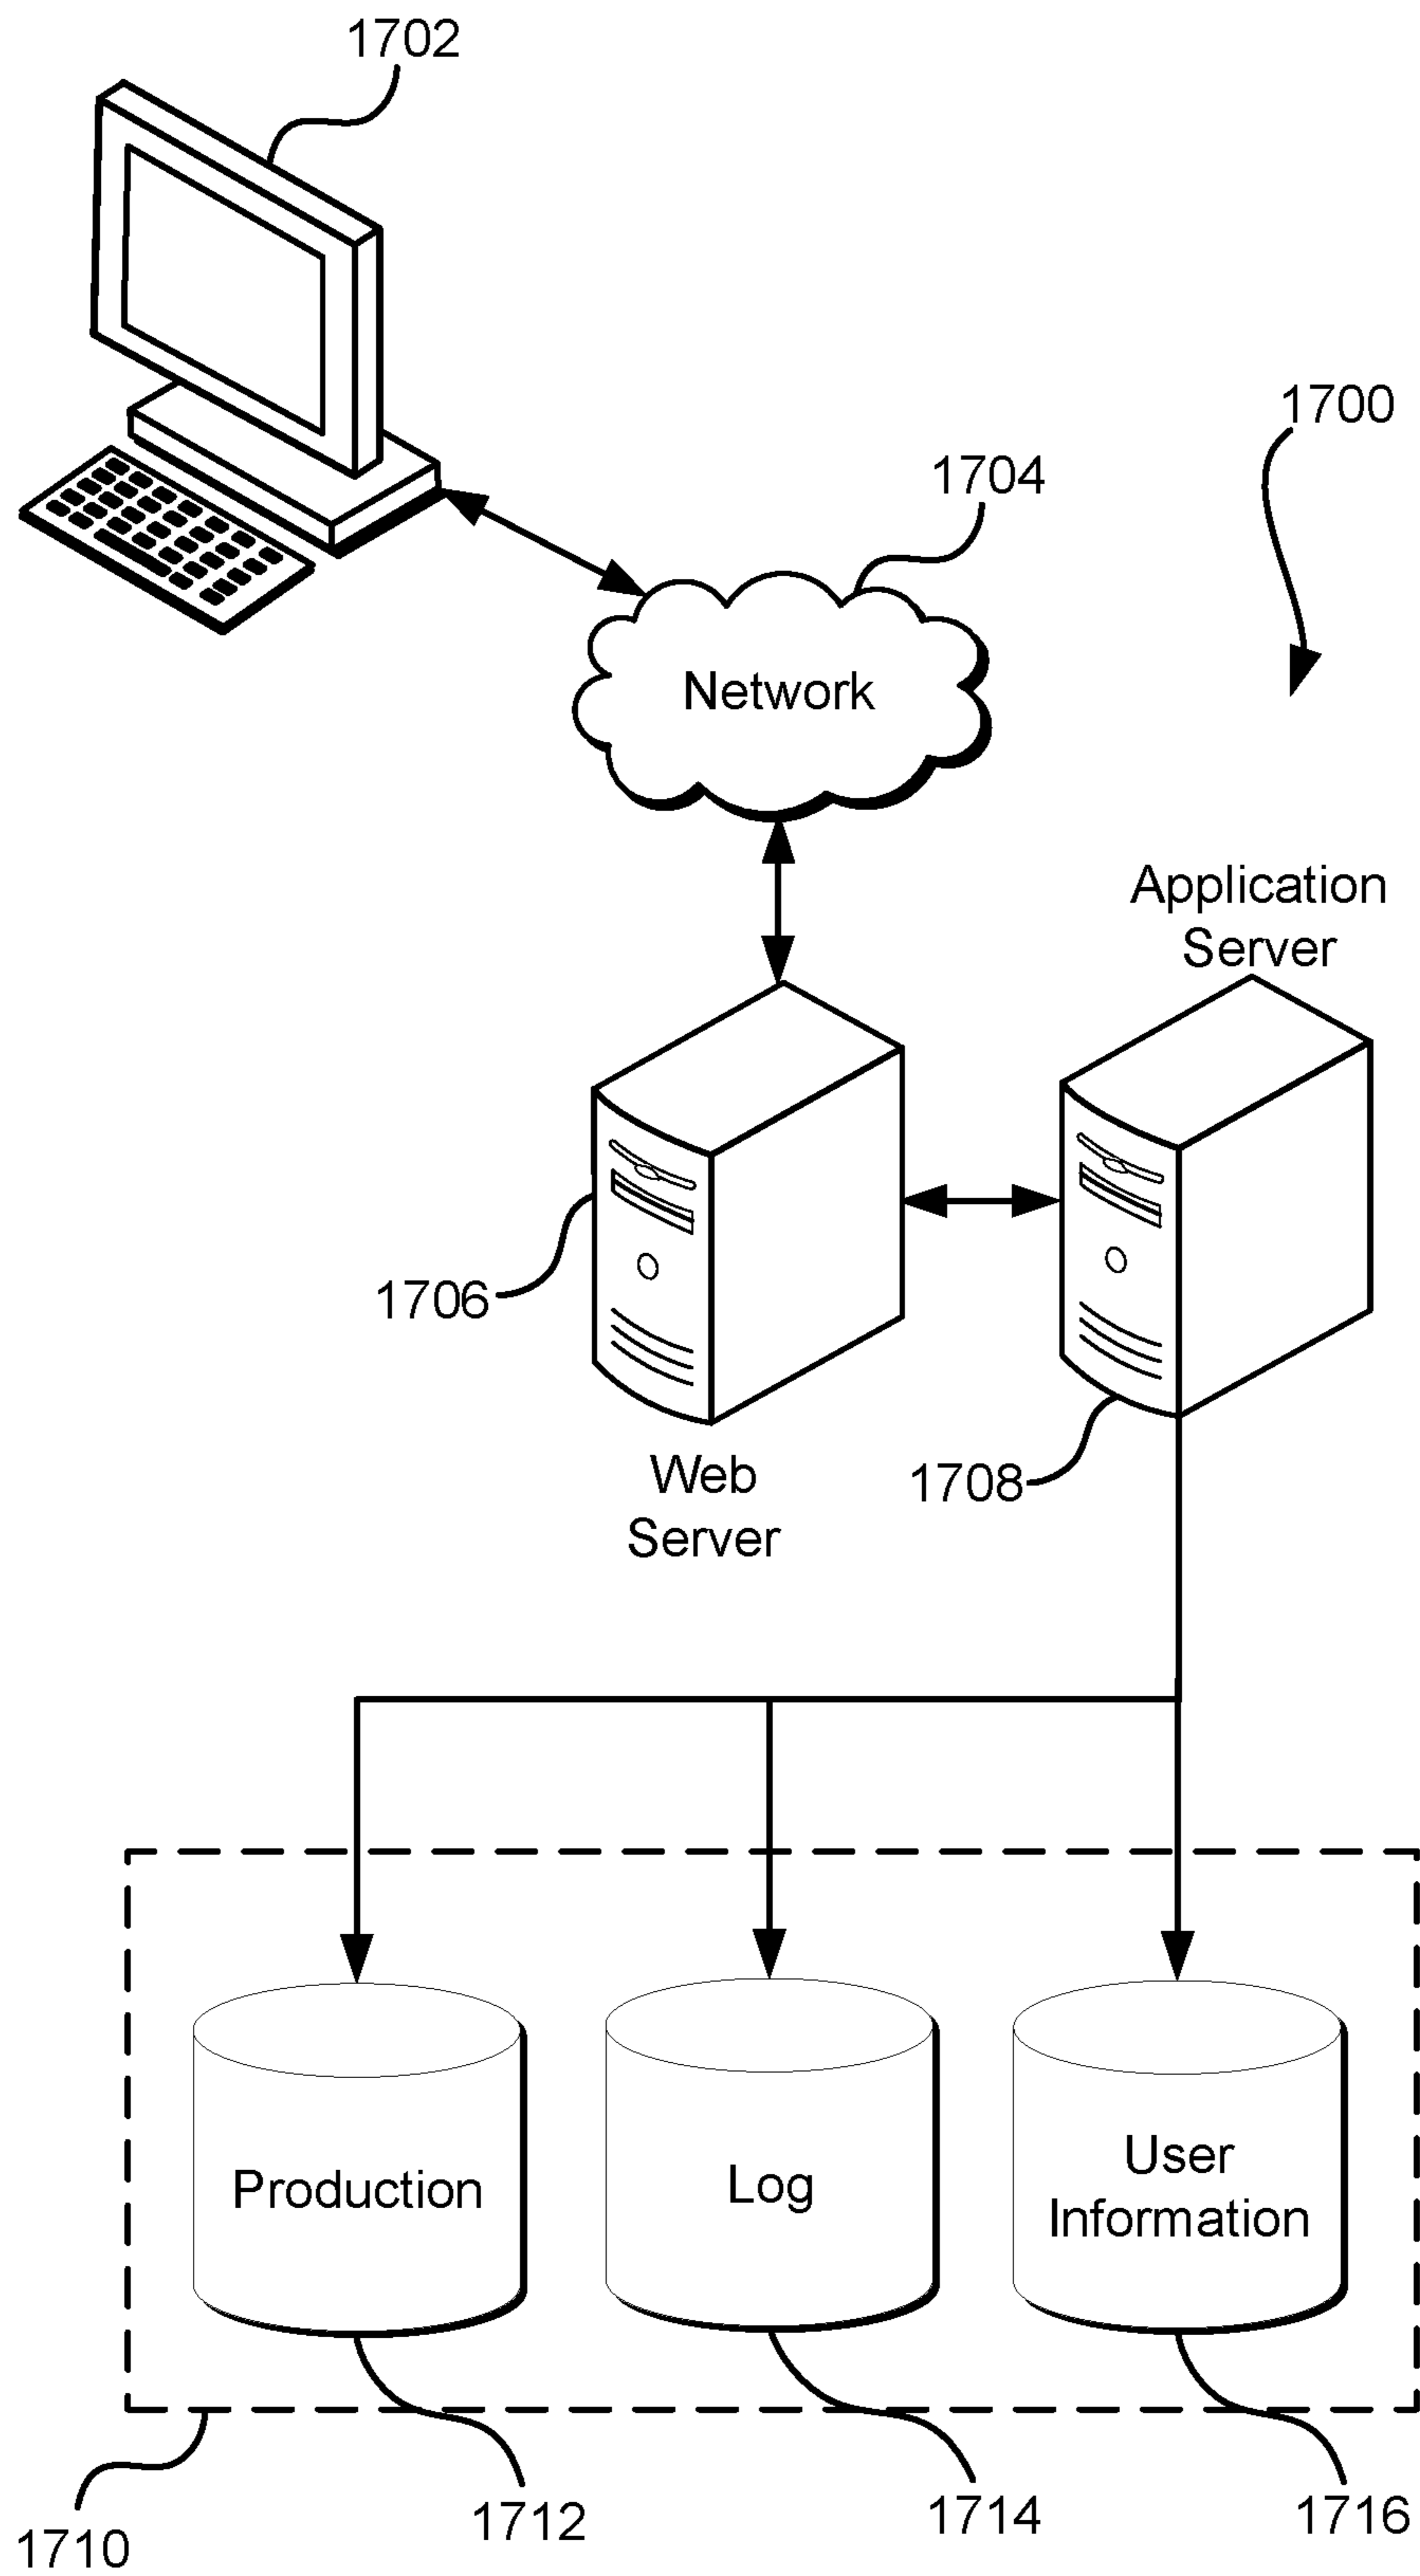 1702
1700
1704
Network
Application
Server
1706
1708
Web
Server
Production
Log
User
Information
1710
1712
1714
1716